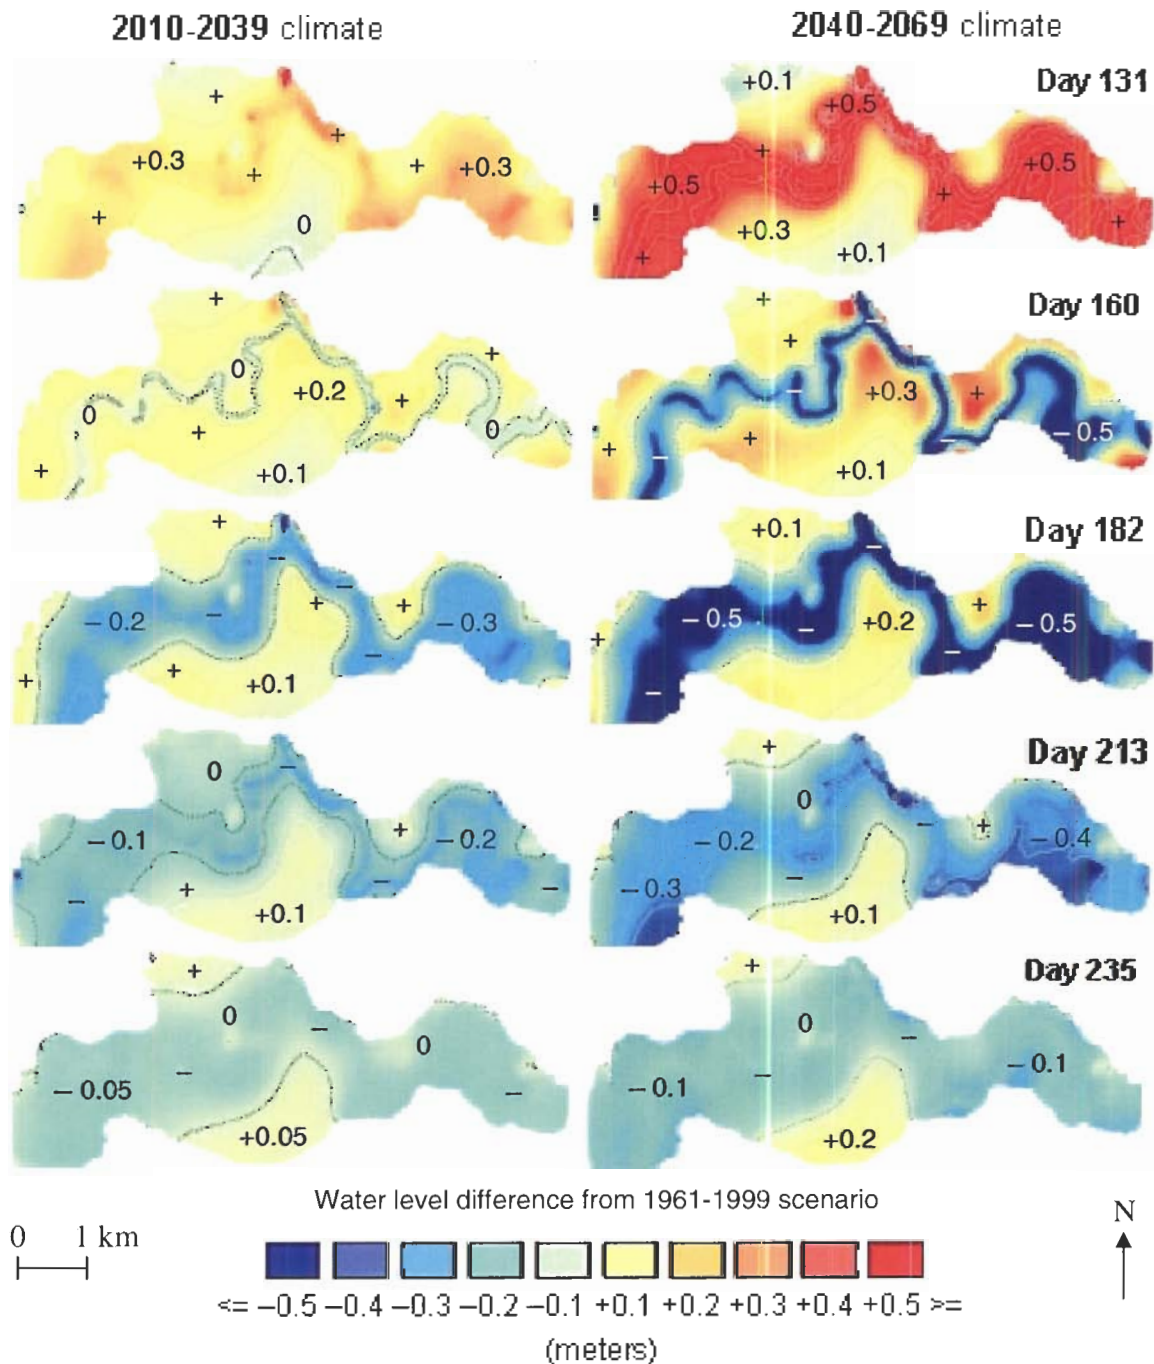 2010-2039 climate 2040-2069 climate
Day 131
+ +0.1 +0.5
+0.3 + + +0.3 + +0.5 +0.5
+ + 0 +0.3 +0.1 + +
Day 160
+ + 
0 + + − −
0 +0.2 + 0 +0.3 + −0.5
+ + +0.1 + − + − +0.1
Day 182
+ +0.1
− − − +
−0.2 − + −0.3 + −0.5 − +0.2 + −0.5
+ + − +0.1 − −
Day 213
0 − + 0
−0.1 + −0.2 −0.2 − + −0.4
− + − − +0.1 −0.3 − +0.1
Day 235
+ +
0 − 0 0 −
−0.05 − − −0.1 − −0.1
+0.05 +0.2
Water level difference from 1961-1999 scenario
0 1 km N
<= −0.5 −0.4 −0.3 −0.2 −0.1 +0.1 +0.2 +0.3 +0.4 +0.5 >=
(meters)